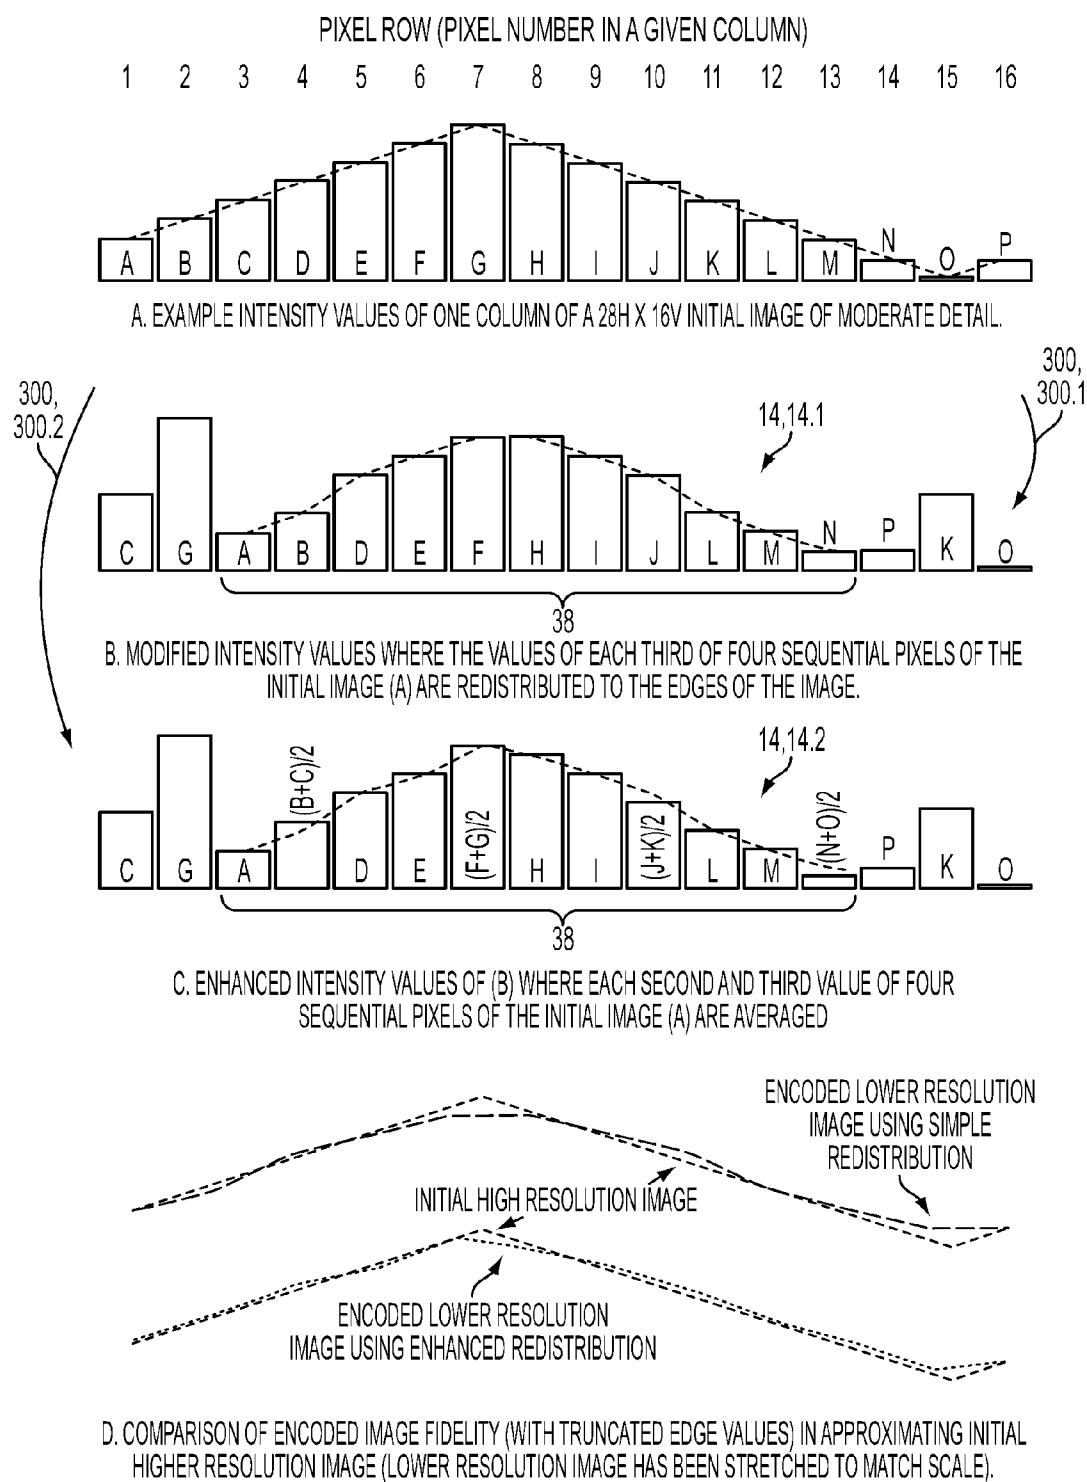 PIXEL ROW (PIXEL NUMBER IN A GIVEN COLUMN)
1 2 3 4 5 6 7 8 9 10 11 12 13 14 15 16
A B C D E F G H I J K L M N O P
A. EXAMPLE INTENSITY VALUES OF ONE COLUMN OF A 28H X 16V INITIAL IMAGE OF MODERATE DETAIL.
300,
300.2
14,14.1
300,
300.1
C G A B D E F H I J L M N P K O
38
B. MODIFIED INTENSITY VALUES WHERE THE VALUES OF EACH THIRD OF FOUR SEQUENTIAL PIXELS OF THE
INITIAL IMAGE (A) ARE REDISTRIBUTED TO THE EDGES OF THE IMAGE.
14,14.2
C G A (B+C)/2 D E (F+G)/2 H I (J+K)/2 L M (N+O)/2 P K O
38
C. ENHANCED INTENSITY VALUES OF (B) WHERE EACH SECOND AND THIRD VALUE OF FOUR
SEQUENTIAL PIXELS OF THE INITIAL IMAGE (A) ARE AVERAGED
ENCODED LOWER RESOLUTION
IMAGE USING SIMPLE
REDISTRIBUTION
INITIAL HIGH RESOLUTION IMAGE
ENCODED LOWER RESOLUTION
IMAGE USING ENHANCED REDISTRIBUTION
D. COMPARISON OF ENCODED IMAGE FIDELITY (WITH TRUNCATED EDGE VALUES) IN APPROXIMATING INITIAL
HIGHER RESOLUTION IMAGE (LOWER RESOLUTION IMAGE HAS BEEN STRETCHED TO MATCH SCALE).